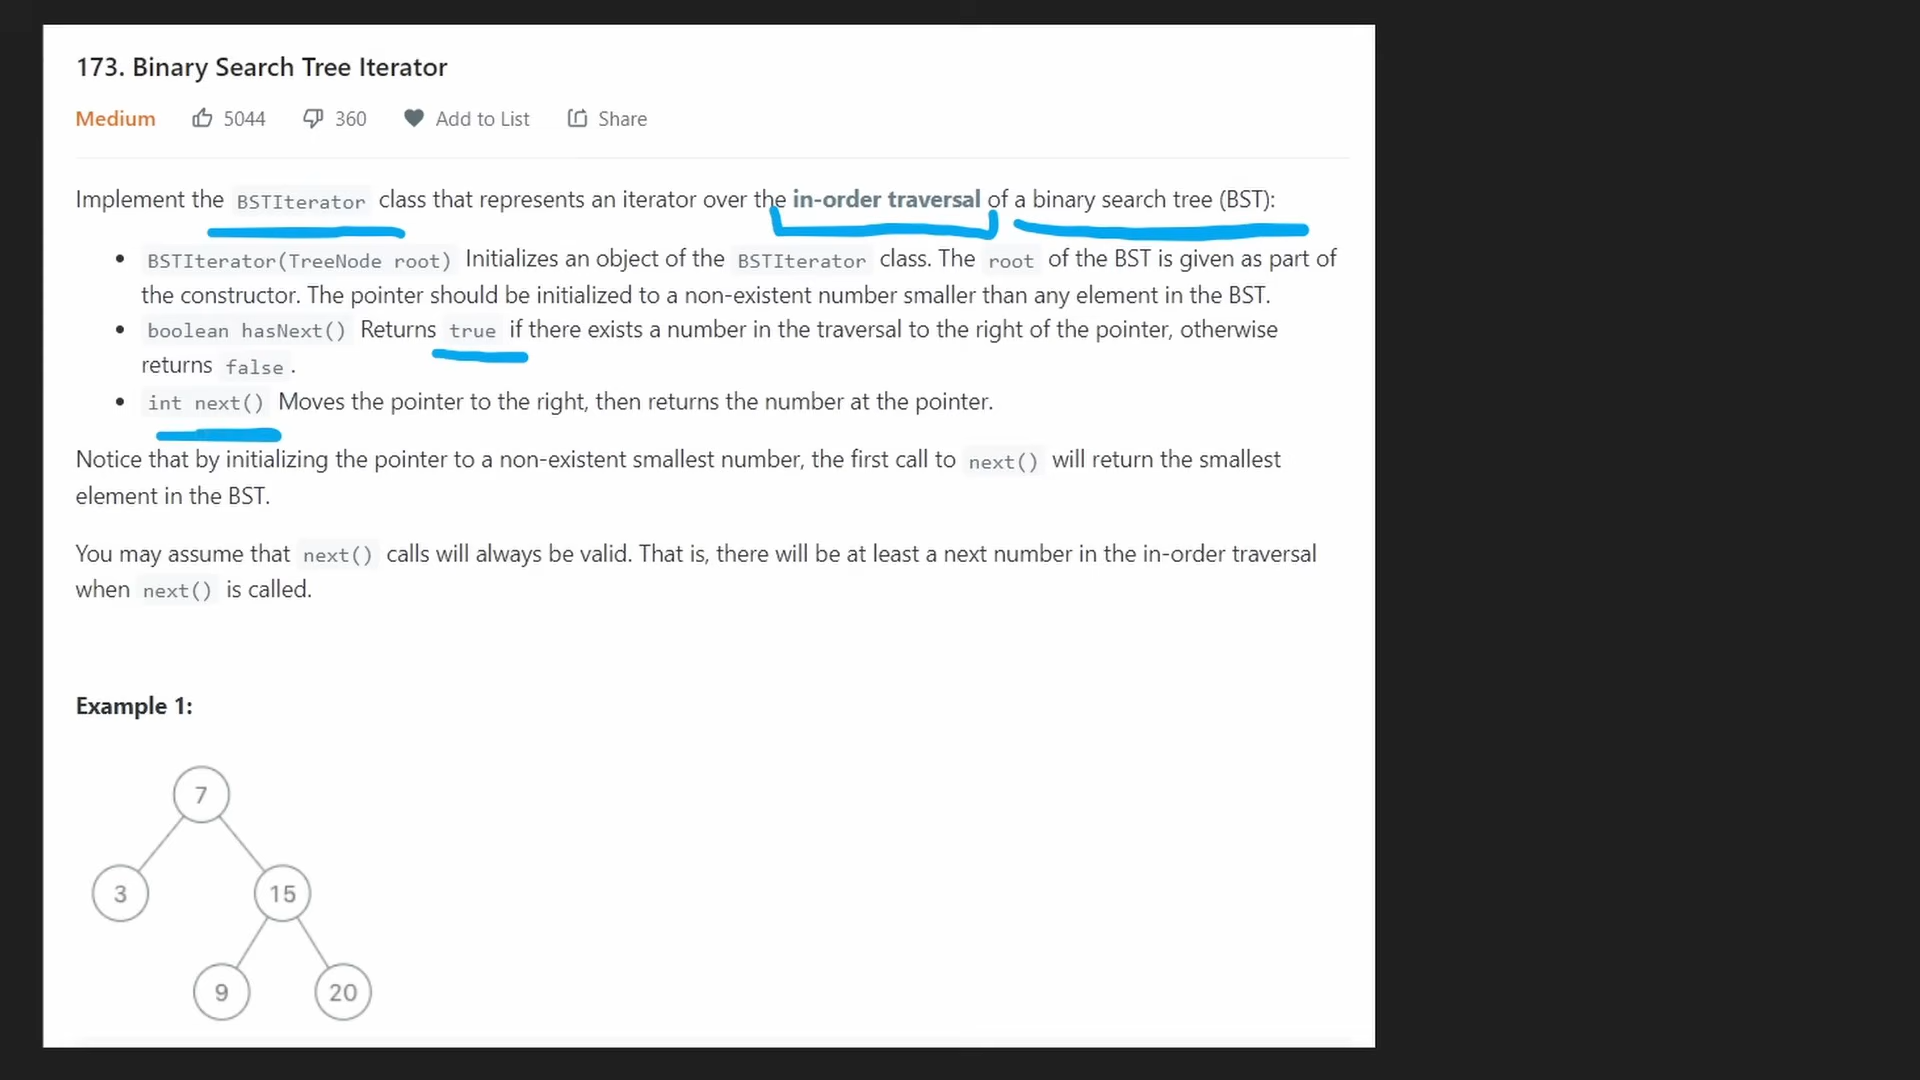 173. Binary Search Tree Iterator
Medium 5044 360 Add to List Share
Implement the BSTIterator class that represents an iterator over the in-order traversal of a binary search tree (BST):
• BSTIterator(TreeNode root) Initializes an object of the BSTIterator class. The root of the BST is given as part of
the constructor. The pointer should be initialized to a non-existent number smaller than any element in the BST.
• boolean hasNext() Returns true if there exists a number in the traversal to the right of the pointer, otherwise
returns false.
• int next() Moves the pointer to the right, then returns the number at the pointer.
Notice that by initializing the pointer to a non-existent smallest number, the first call to next() will return the smallest
element in the BST.
You may assume that next() calls will always be valid. That is, there will be at least a next number in the in-order traversal
when next() is called.
Example 1:
7
3 15
9 20